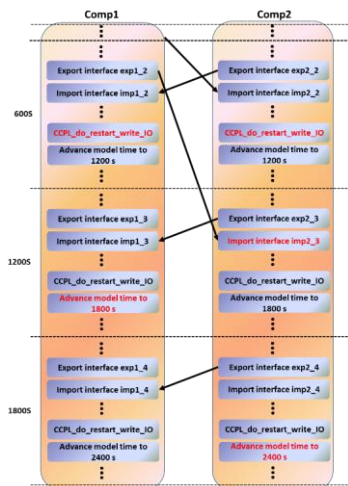 Comp1
Comp2
Export interface exp1_2
Export interface exp2_2
Import interface imp1_2
Import interface imp2_2
600S
CCPL_do_restart_write_IO
CCPL_do_restart_write_IO
Advance model time to
1200 s
Advance model time to
1200 s
Export interface exp1_3
Export interface exp2_3
Import interface imp1_3
Import interface imp2_3
1200S
CCPL_do_restart_write_IO
CCPL_do_restart_write_IO
Advance model time to
1800 s
Advance model time to
1800 s
Export interface exp1_4
Export interface exp2_4
Import interface imp1_4
Import interface imp2_4
1800S
CCPL_do_restart_write_IO
CCPL_do_restart_write_IO
Advance model time to
2400 s
Advance model time to
2400 s